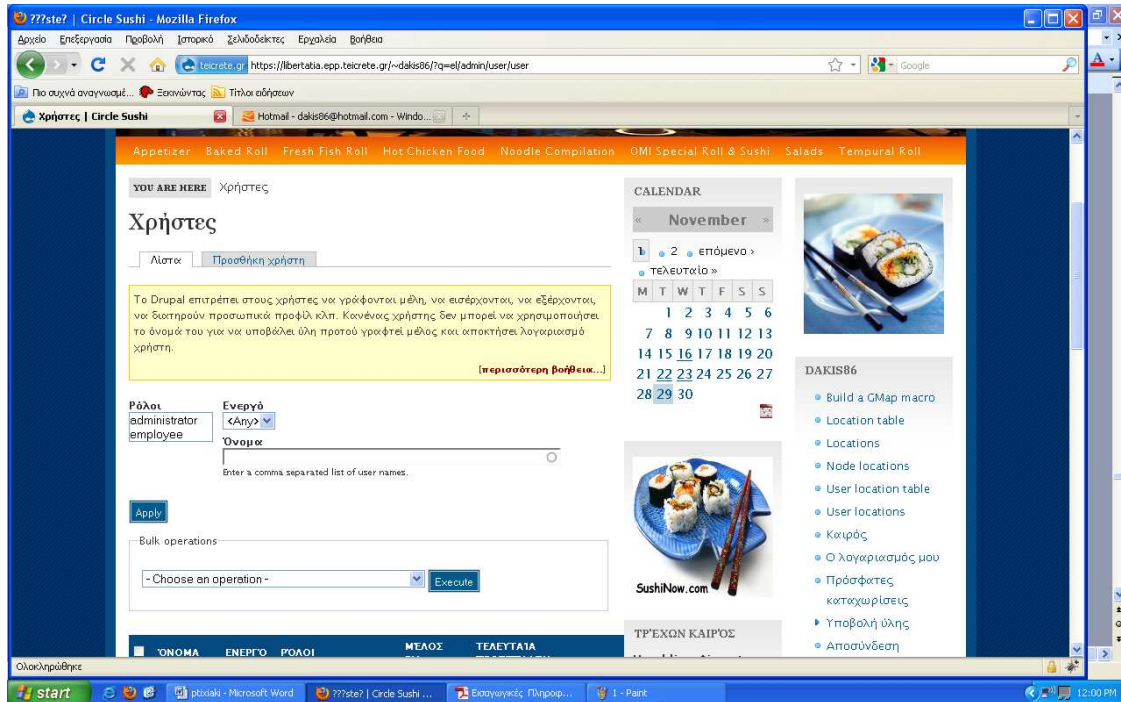 ???ste? | Circle Sushi - Mozilla Firefox
Αρχείο Επεξεργασία Προβολή Ιστορικό Σελιδοδείκτες Εργαλεία Βοήθεια
teicrete.gr https://libertatia.epp.teicrete.gr/~dakis86/?q=el/admin/user/user
Google
Πιο συχνά αναγνωσμέ... Ξεκινώντας Τίτλοι ειδήσεων
Χρήστες | Circle Sushi
Hotmail - dakis86@hotmail.com - Windo...
Appetizer Baked Roll Fresh Fish Roll Hot Chicken Food Noodle Compilation OMI Special Roll & Sushi Salads Tempural Roll
YOU ARE HERE Χρήστες
Χρήστες
Λίστα Προσθήκη χρήστη
Το Drupal επιτρέπει στους χρήστες να γράφονται μέλη, να εισέρχονται, να εξέρχονται,
να διατηρούν προσωπικά προφίλ κλπ. Κανένας χρήστης δεν μπορεί να χρησιμοποιήσει
το όνομά του για να υποβάλει ύλη προτού γραφτεί μέλος και αποκτήσει λογαριασμό
χρήστη.
[περισσότερη βοήθεια...]
Ρόλοι
administrator
employee
Ενεργό
<Any>
Όνομα
Enter a comma separated list of user names.
Apply
Bulk operations
- Choose an operation -
Execute
ΌΝΟΜΑ ΕΝΕΡΓΌ ΡΌΛΟΙ ΜΈΛΟΣ ΤΕΛΕΥΤΑΊΑ
CALENDAR
« November »
1 2 επόμενο ›
τελευταίο »
M T W T F S S
1 2 3 4 5 6
7 8 9 10 11 12 13
14 15 16 17 18 19 20
21 22 23 24 25 26 27
28 29 30
SushiNow.com
ΤΡΈΧΩΝ ΚΑΙΡΌΣ
DAKIS86
Build a GMap macro
Location table
Locations
Node locations
User location table
User locations
Καιρός
Ο λογαριασμός μου
Πρόσφατες
καταχωρίσεις
Υποβολή ύλης
Αποσύνδεση
Ολοκληρώθηκε
start
ptixiaki - Microsoft Word
???ste? | Circle Sushi ...
Εισαγωγικές Πληροφ...
1 - Paint
12:00 PM